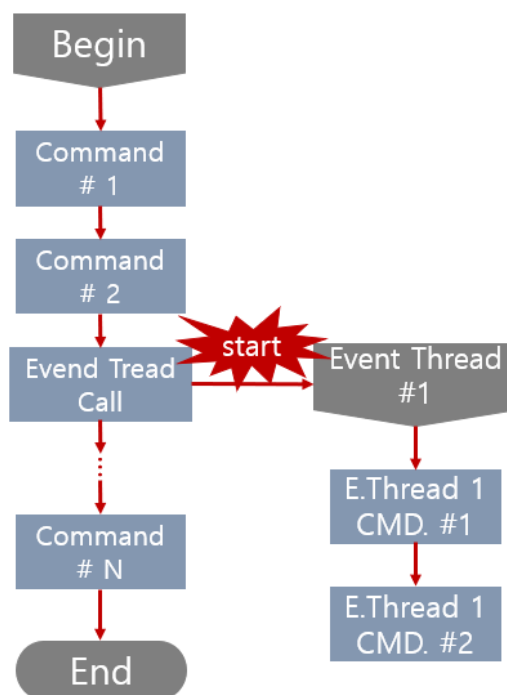 Begin
Command
# 1
Command
# 2
start
Evend Tread
Call
Event Thread
#1
E.Thread 1
CMD. #1
Command
# N
E.Thread 1
CMD. #2
End